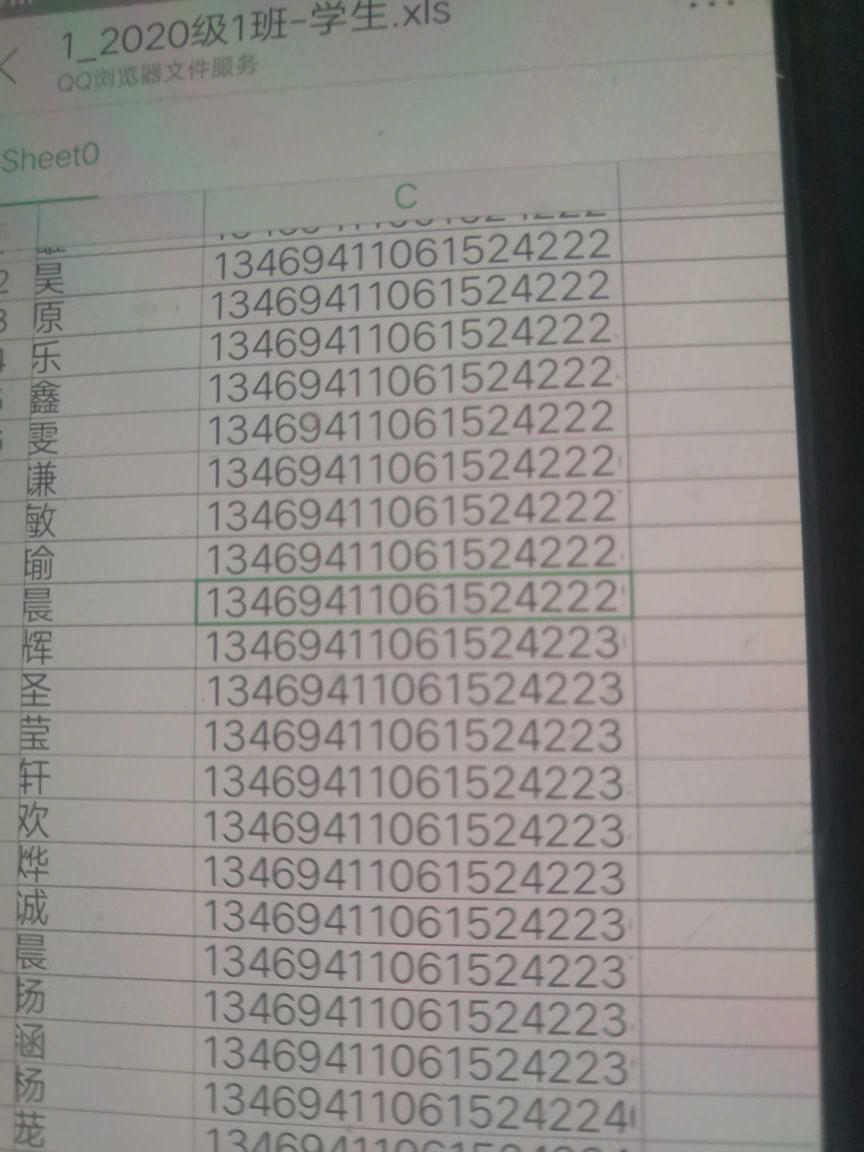 1_2020级1班-学生.xls
QQ浏览器文件服务
Sheet0
C
2 昊 13469411061524222
3 原 13469411061524222
4 乐 13469411061524222
鑫 13469411061524222
雯 13469411061524222
谦 13469411061524222
敏 13469411061524222
瑜 13469411061524222
晨 13469411061524222
辉 13469411061524223
圣 13469411061524223
莹 13469411061524223
轩 13469411061524223
欢 13469411061524223
烨 13469411061524223
诚 13469411061524223
晨 13469411061524223
扬 13469411061524223
涵 13469411061524223
杨 13469411061524224
茏